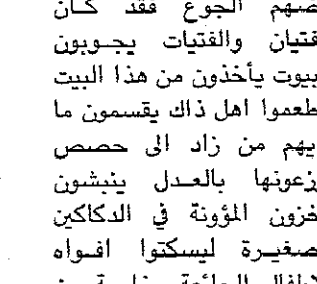 الجوع فقد كان
فتيان والفتيات يجوبون
بيوت يأخذون من هذا البيت
طعموا اهل ذاك يقسمون ما
يهم من زاد الى حصص
زعونها بالعدل ينبشون
خزون المؤونة في الدكاكين
صغيرة ليسكتوا افواه